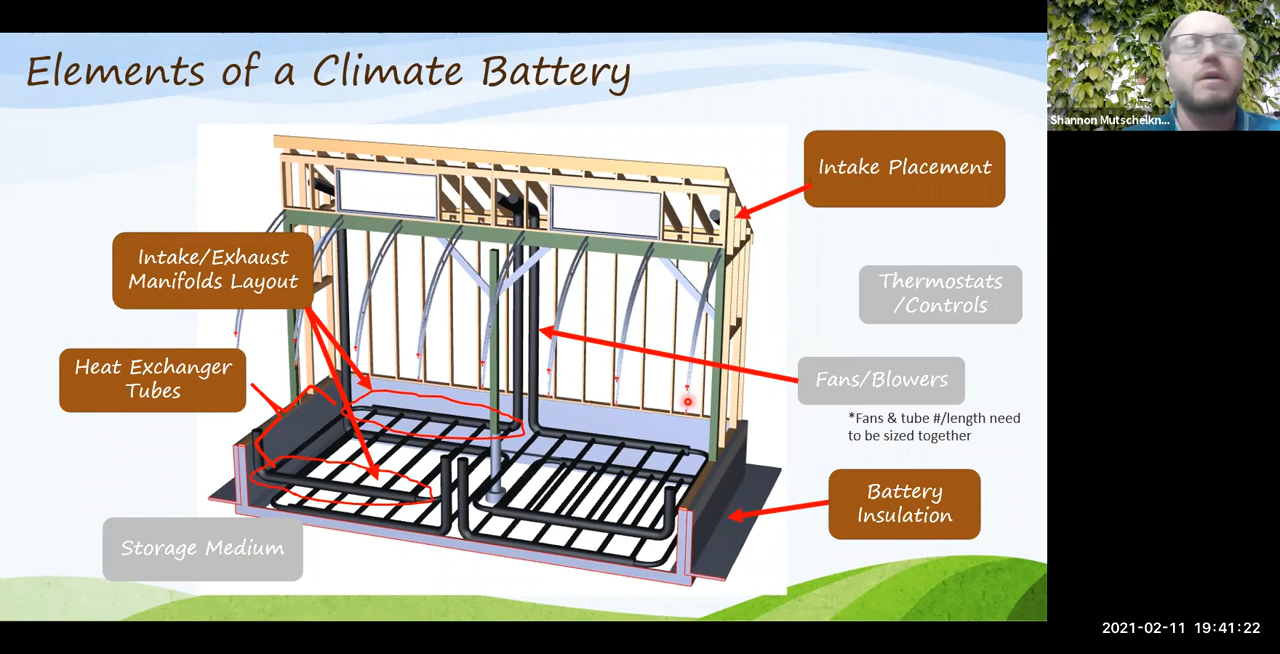 Elements of a Climate Battery
Shannon Mutschelkn...
Intake Placement
Intake/Exhaust
Manifolds Layout
Thermostats
/Controls
Heat Exchanger
Tubes
Fans/Blowers
*Fans & tube #/length need
to be sized together
Battery
Insulation
Storage Medium
2021-02-11 19:41:22